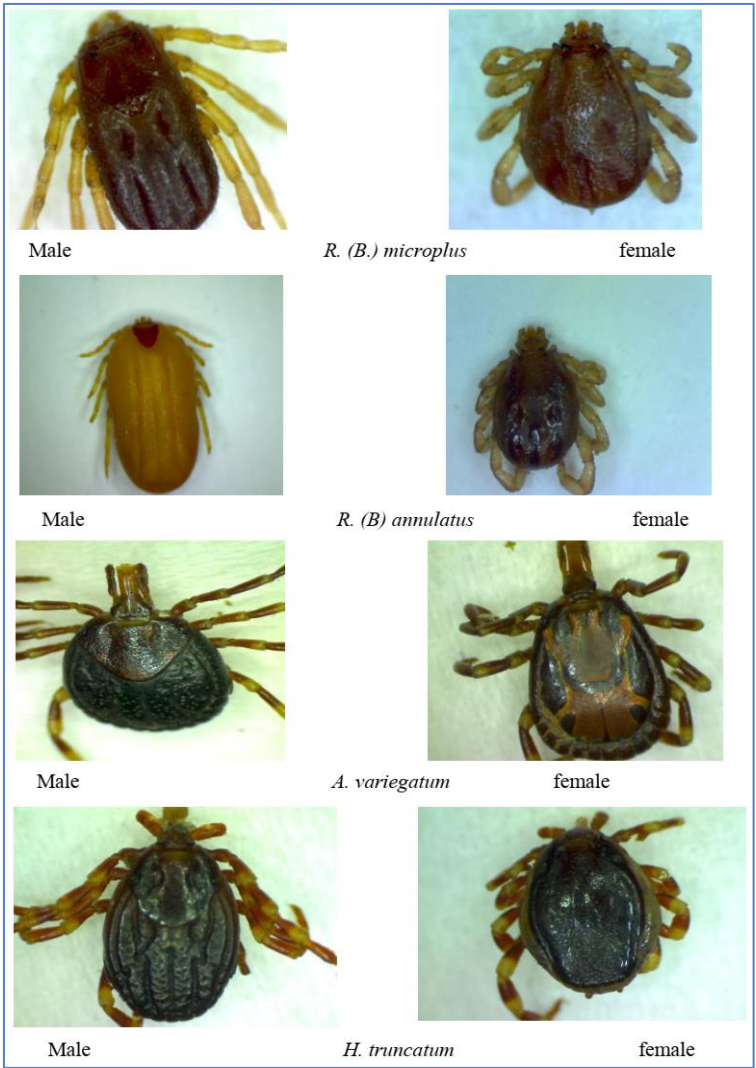 Male R. (B.) microplus female
Male R. (B) annulatus female
Male A. variegatum female
Male H. truncatum female